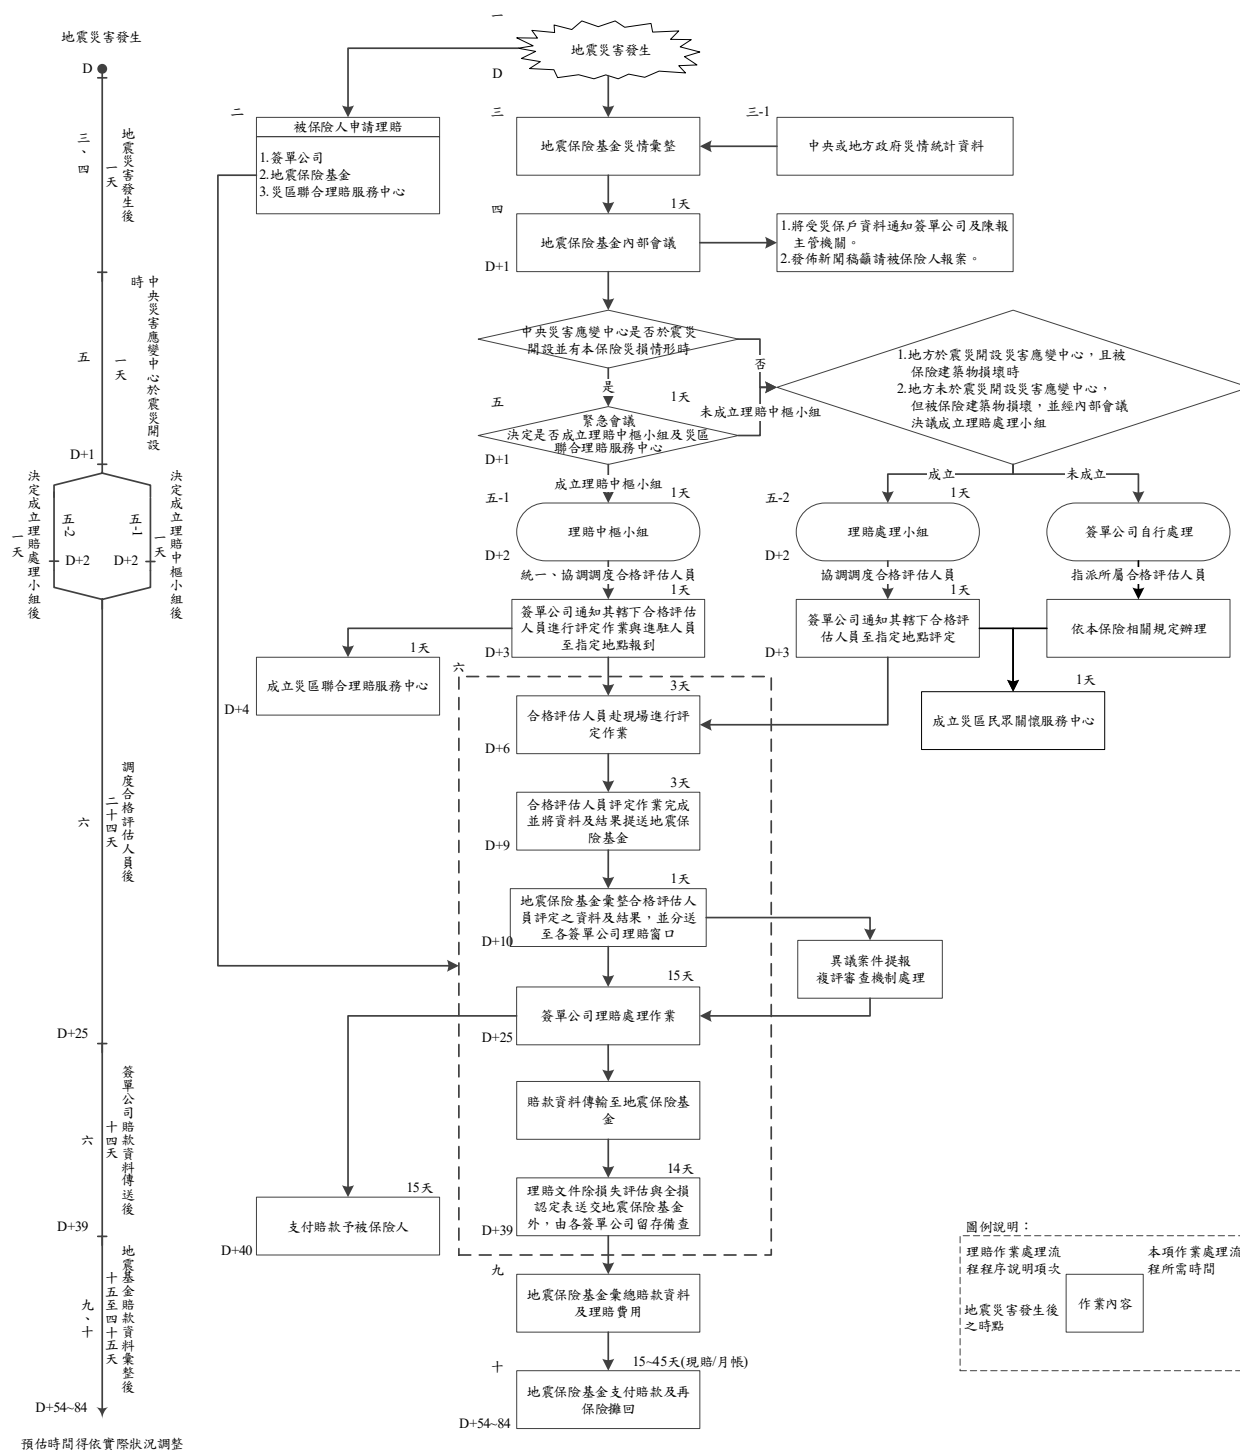 地震災害發生
D
三、四
地震災害發生後
一天
五
中央災害應變中心於震災開設
時
一天
D+1
決定成立理賠處理小組後
一天
五-2
D+2
五-1
D+2
決定成立理賠中樞小組後
一天
六
調度合格評估人員後
二十四天
D+25
六
簽單公司賠款資料傳送後
十四天
D+39
九、十
地震基金賠款資料彙整後
十五至四十五天
D+54~84
預估時間得依實際狀況調整
一
地震災害發生
D
二
被保險人申請理賠
1.簽單公司
2.地震保險基金
3.災區聯合理賠服務中心
三
地震保險基金災情彙整
三-1
中央或地方政府災情統計資料
四
1天
地震保險基金內部會議
D+1
1.將受災保戶資料通知簽單公司及陳報
主管機關。
2.發佈新聞稿籲請被保險人報案。
中央災害應變中心是否於震災
開設並有本保險災損情形時
否
是
1.地方於震災開設災害應變中心，且被
保險建築物損壞時
2.地方未於震災開設災害應變中心，
但被保險建築物損壞，並經內部會議
決議成立理賠處理小組
五
1天
緊急會議
決定是否成立理賠中樞小組及災區
聯合理賠服務中心
D+1
未成立理賠中樞小組
成立理賠中樞小組
成立
未成立
五-1
1天
理賠中樞小組
D+2
五-2
1天
理賠處理小組
D+2
簽單公司自行處理
統一、協調調度合格評估人員
協調調度合格評估人員
指派所屬合格評估人員
1天
簽單公司通知其轄下合格評估
人員進行評定作業與進駐人員
至指定地點報到
D+3
1天
簽單公司通知其轄下合格評
估人員至指定地點評定
D+3
依本保險相關規定辦理
1天
成立災區聯合理賠服務中心
D+4
1天
成立災區民眾關懷服務中心
六
3天
合格評估人員赴現場進行評
定作業
D+6
3天
合格評估人員評定作業完成
並將資料及結果提送地震保
險基金
D+9
1天
地震保險基金彙整合格評估人
員評定之資料及結果，並分送
至各簽單公司理賠窗口
D+10
異議案件提報
複評審查機制處理
15天
簽單公司理賠處理作業
D+25
賠款資料傳輸至地震保險基
金
14天
理賠文件除損失評估與全損
認定表送交地震保險基金
外，由各簽單公司留存備查
D+39
15天
支付賠款予被保險人
D+40
九
地震保險基金彙總賠款資料
及理賠費用
十
15~45天(現賠/月帳)
地震保險基金支付賠款及再
保險攤回
D+54~84
圖例說明：
理賠作業處理流
程程序說明項次
本項作業處理流
程所需時間
地震災害發生後
之時點
作業內容